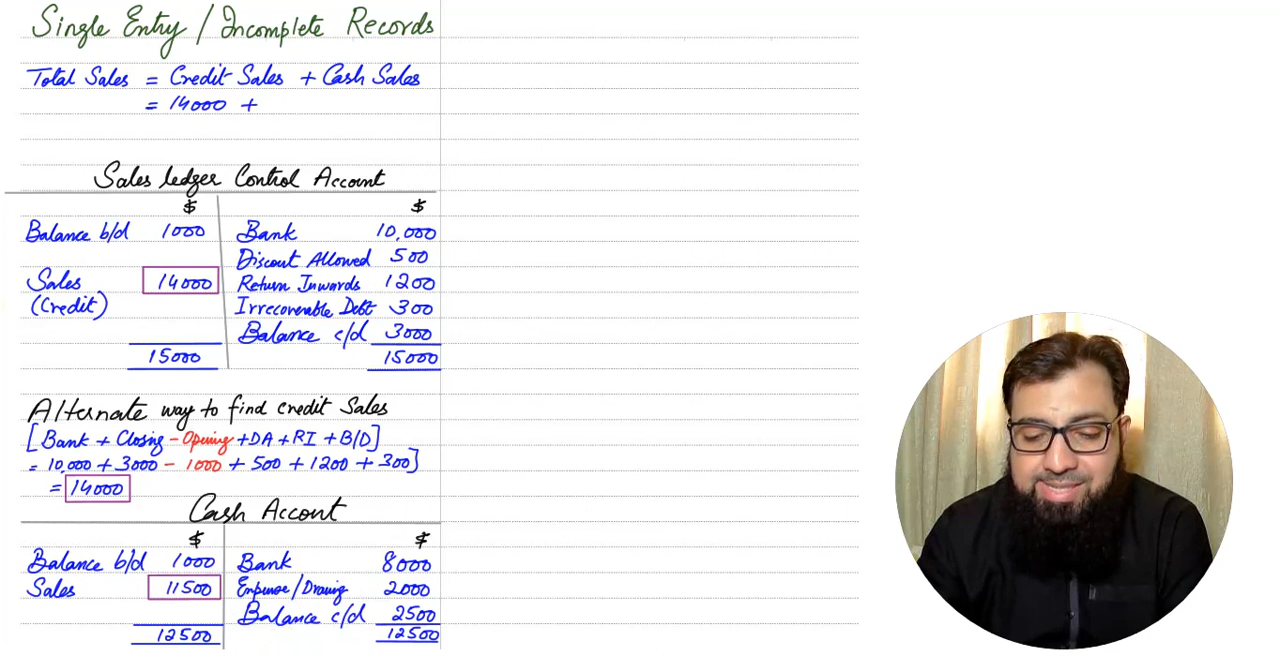 Single Entry / Incomplete Records
Total Sales = Credit Sales + Cash Sales
= 14000 +
Sales ledger Control Account
$ $
Balance b/d 1000 Bank 10,000
Discout Allowed 500
Sales 14000 Return Inwards 1200
(Credit) Irrecoverable Debt 300
Balance c/d 3000
15000 15000
Alternate way to find credit Sales
[Bank + Closing - Opening + DA + RI + B/D]
= 10,000 + 3000 - 1000 + 500 + 1200 + 300]
= 14000
Cash Accont
$ $
Balance b/d 1000 Bank 8000
Sales 11500 Expense/Drawing 2000
Balance c/d 2500
12500 12500